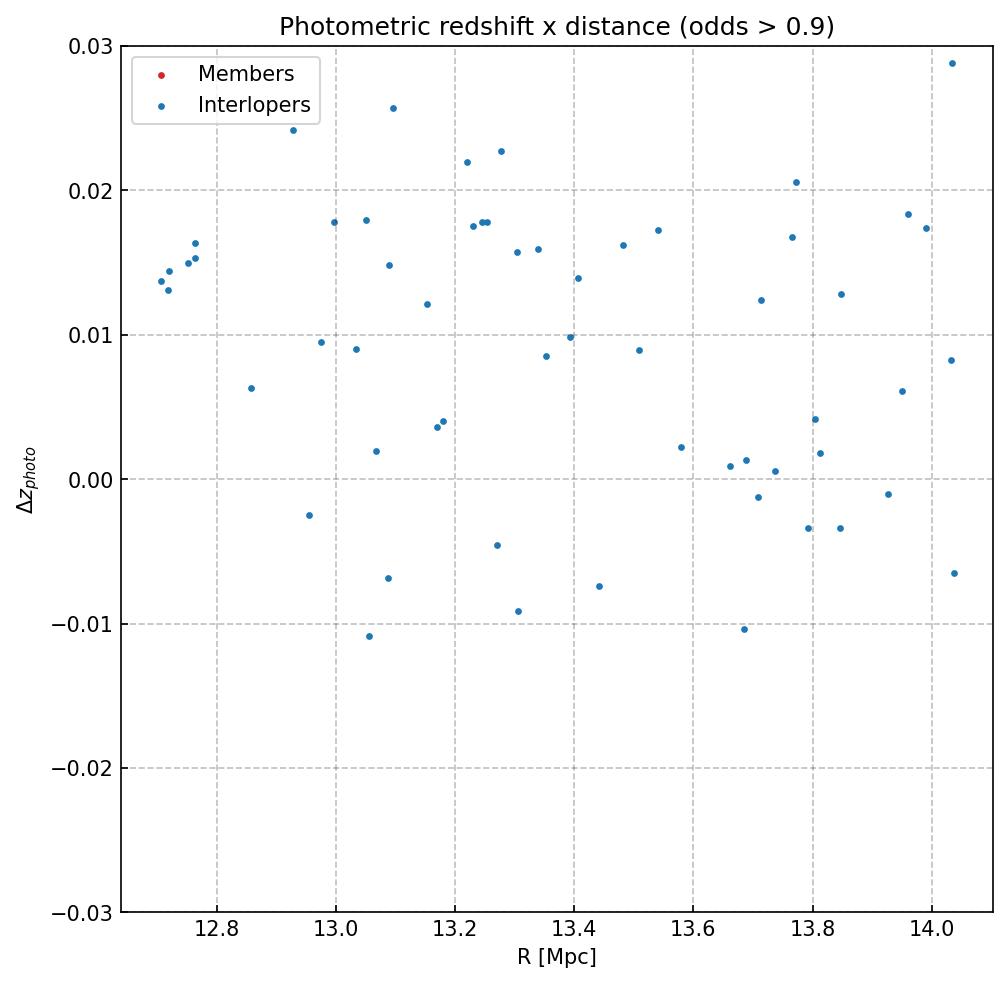 Photometric redshift x distance (odds > 0.9)
Members
Interlopers
0.03
0.02
0.01
0.00
−0.01
−0.02
−0.03
Δz_photo
12.8 13.0 13.2 13.4 13.6 13.8 14.0
R [Mpc]